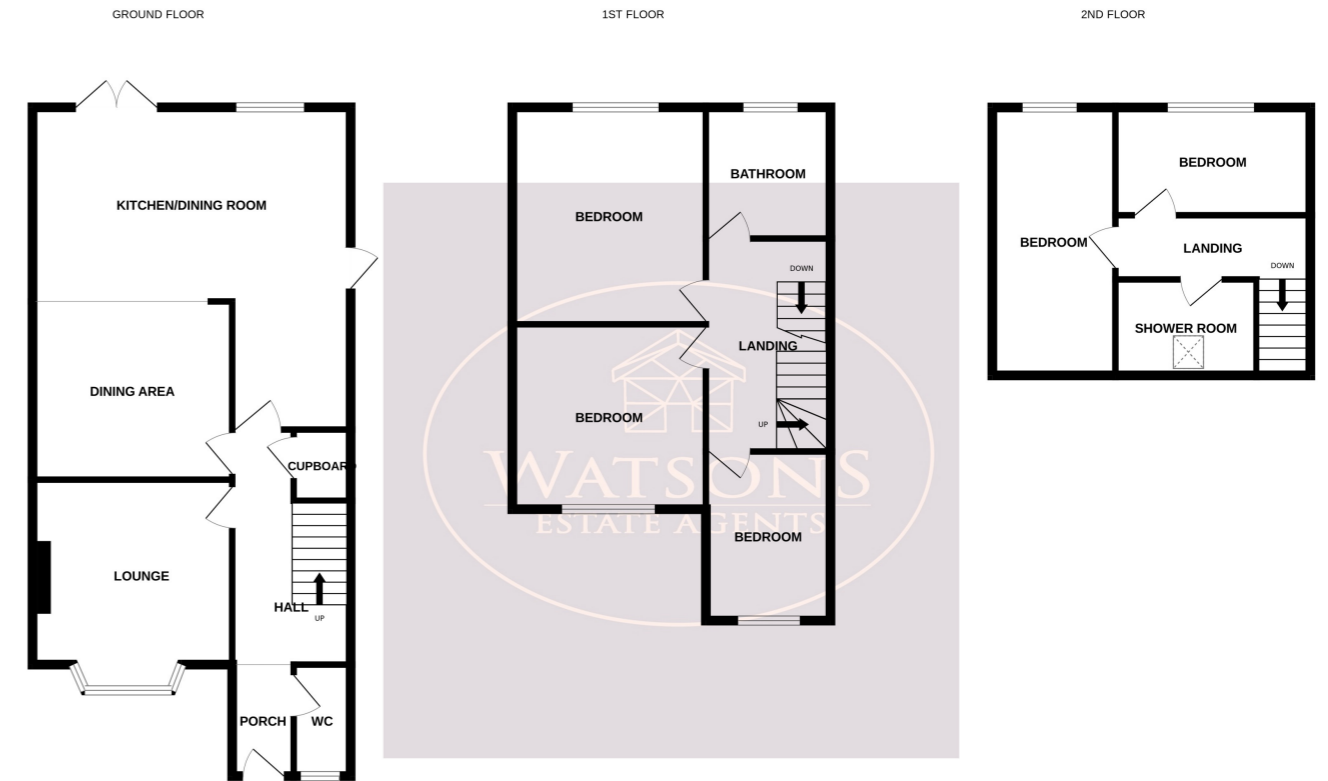 GROUND FLOOR
KITCHEN/DINING ROOM
DINING AREA
CUPBOARD
LOUNGE
HALL
UP
PORCH
WC
1ST FLOOR
BATHROOM
BEDROOM
DOWN
LANDING
BEDROOM
UP
WATSONS
ESTATE AGENTS
BEDROOM
2ND FLOOR
BEDROOM
BEDROOM
LANDING
DOWN
SHOWER ROOM